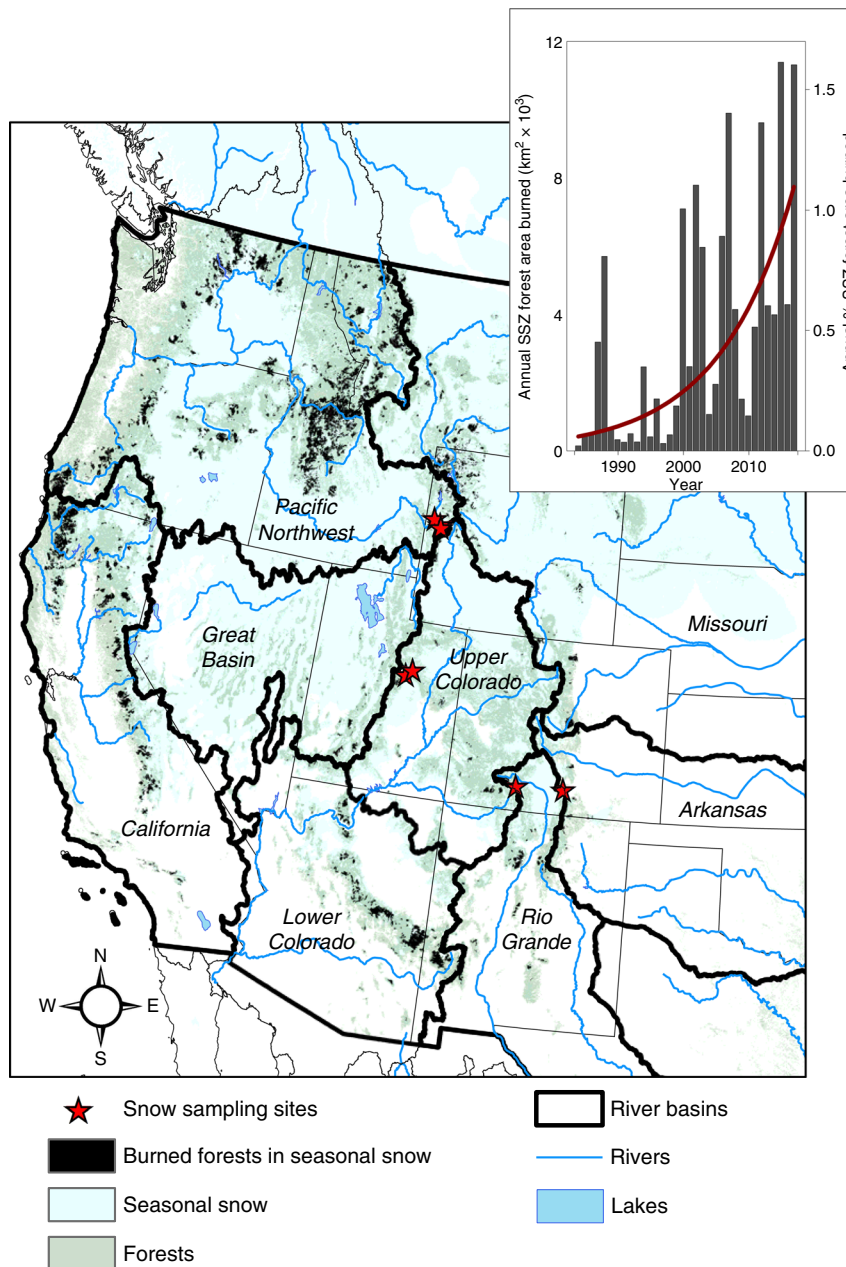 12
8
4
0
Annual SSZ forest area burned (km² × 10³)
1.5
1.0
0.5
0.0
1990
2000
2010
Year
Pacific
Northwest
Great
Basin
Upper
Colorado
Missouri
California
Arkansas
Lower
Colorado
Rio
Grande
N
W
E
S
Snow sampling sites
River basins
Burned forests in seasonal snow
Rivers
Seasonal snow
Lakes
Forests